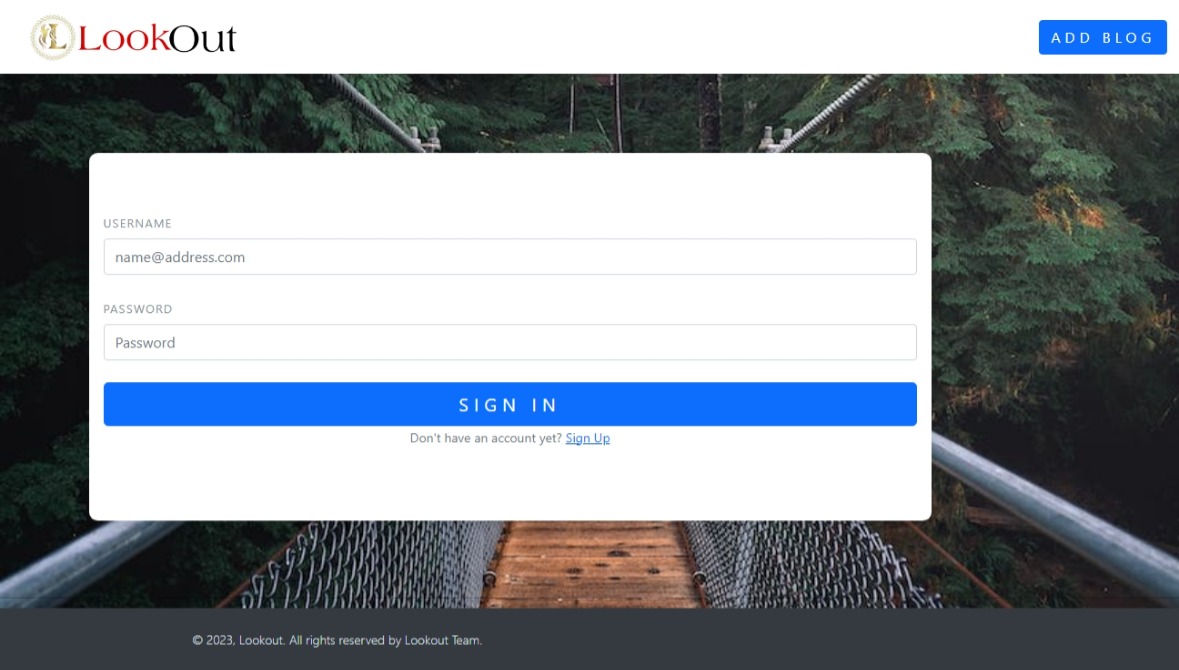 LookOut
ADD BLOG
USERNAME
name@address.com
PASSWORD
Password
SIGN IN
Don't have an account yet? Sign Up
© 2023, Lookout. All rights reserved by Lookout Team.